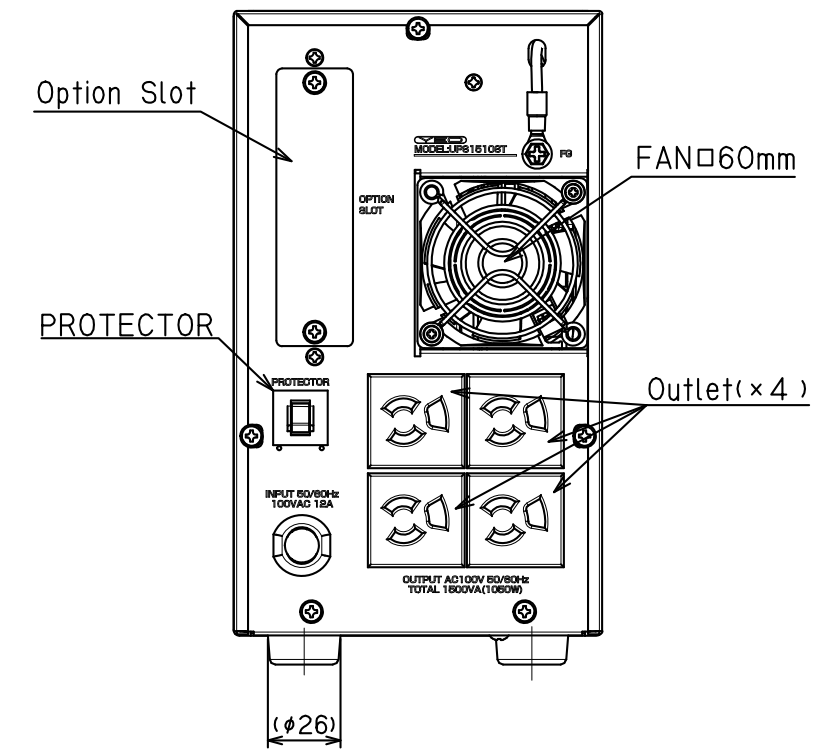 Option Slot
MODEL:UPS1510ST
FG
FAN□60mm
OPTION
SLOT
PROTECTOR
PROTECTOR
Outlet(×4)
INPUT 50/60Hz
100VAC 12A
OUTPUT AC100V 50/60Hz
TOTAL 1500VA(1050W)
(φ26)